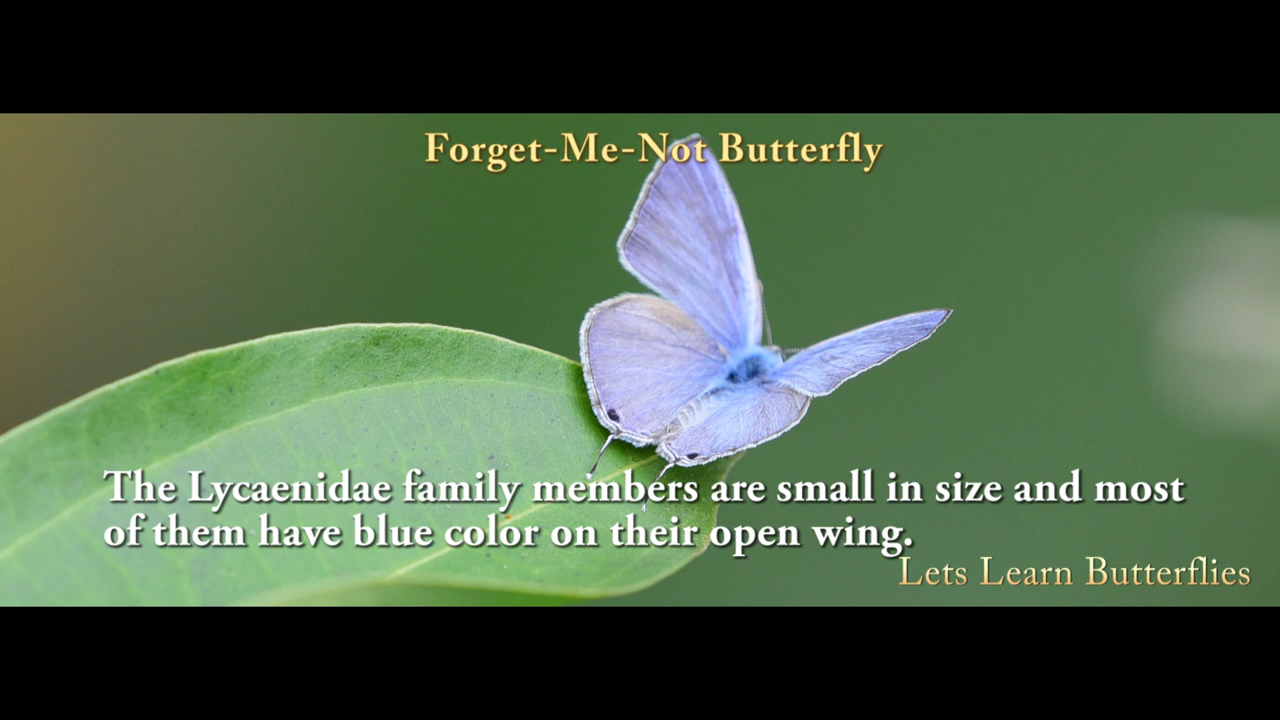 Forget-Me-Not Butterfly
The Lycaenidae family members are small in size and most
of them have blue color on their open wing.
Lets Learn Butterflies